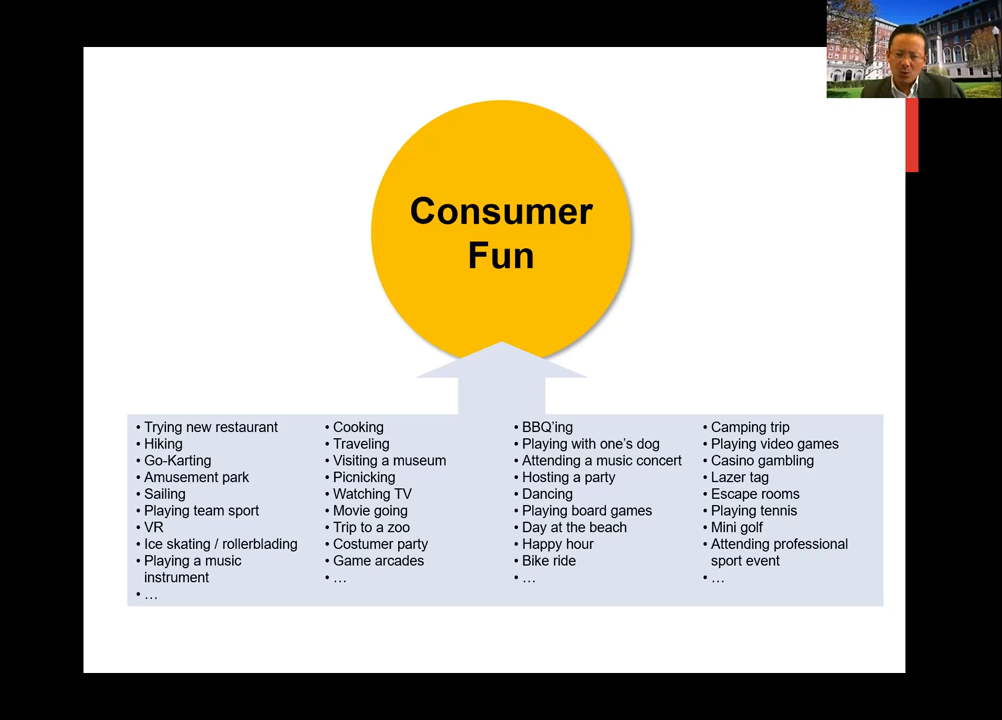 Consumer
Fun
• Trying new restaurant
• Hiking
• Go-Karting
• Amusement park
• Sailing
• Playing team sport
• VR
• Ice skating / rollerblading
• Playing a music
instrument
• …
• Cooking
• Traveling
• Visiting a museum
• Picnicking
• Watching TV
• Movie going
• Trip to a zoo
• Costumer party
• Game arcades
• …
• BBQ'ing
• Playing with one's dog
• Attending a music concert
• Hosting a party
• Dancing
• Playing board games
• Day at the beach
• Happy hour
• Bike ride
• …
• Camping trip
• Playing video games
• Casino gambling
• Lazer tag
• Escape rooms
• Playing tennis
• Mini golf
• Attending professional
sport event
• …